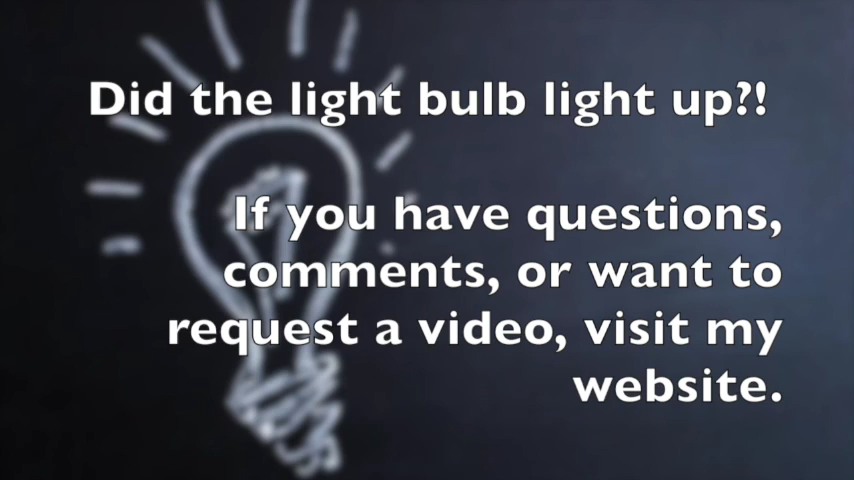 Did the light bulb light up?!
If you have questions,
comments, or want to
request a video, visit my
website.